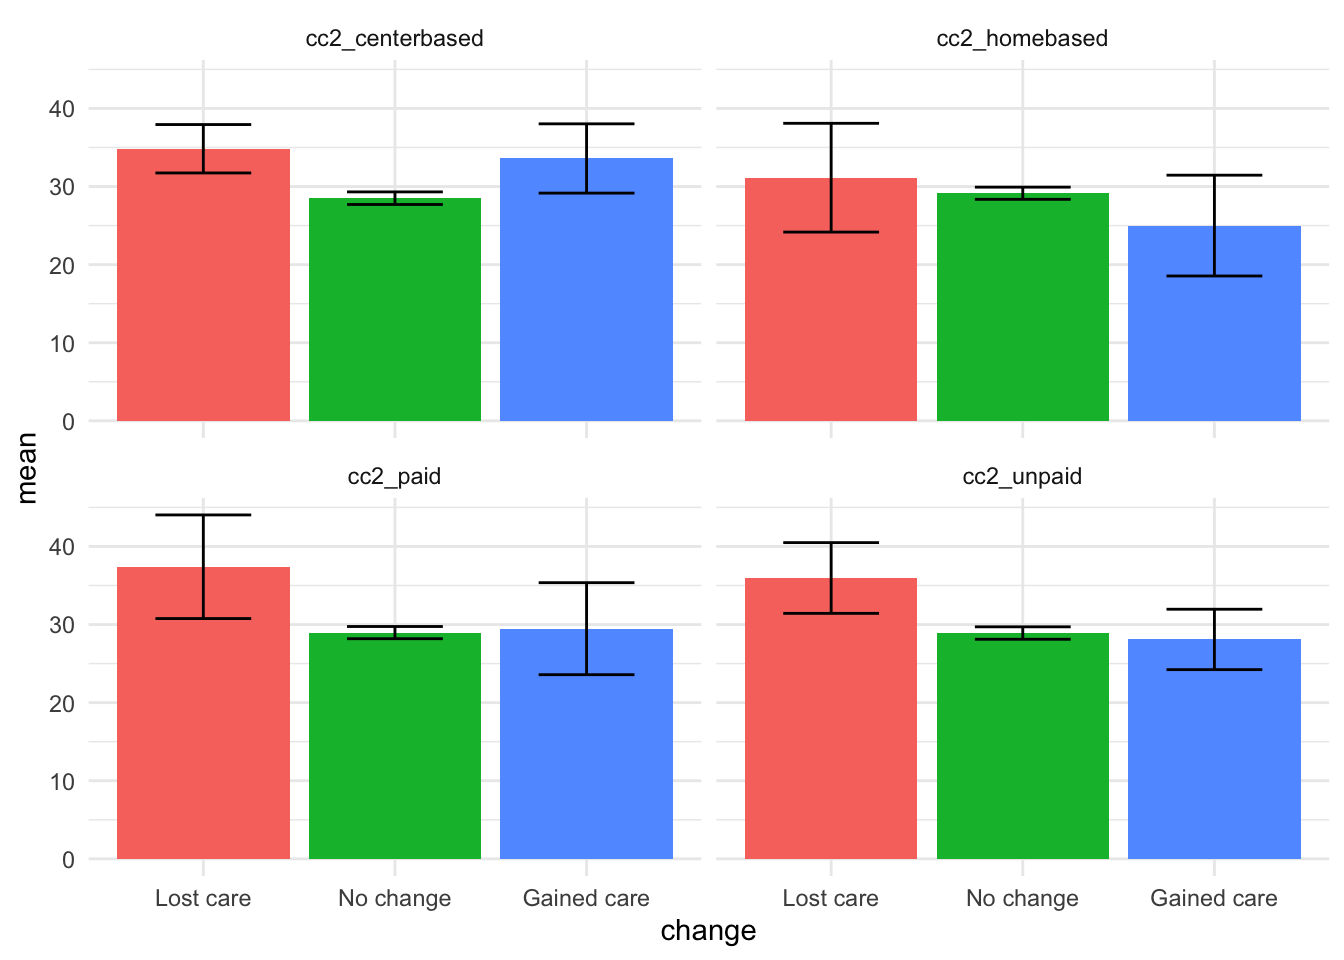 cc2_centerbased
cc2_homebased
40
30
20
10
0
mean
cc2_paid
cc2_unpaid
40
30
20
10
0
Lost care
No change
Gained care
Lost care
No change
Gained care
change